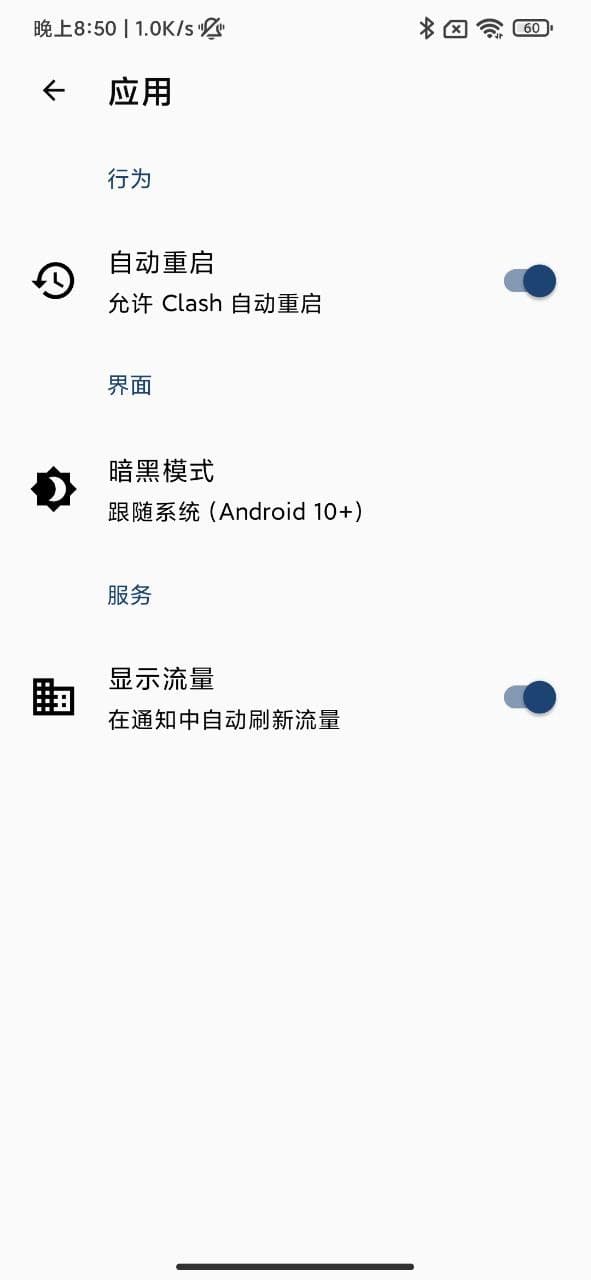 晚上8:50 | 1.0K/s
60
应用
行为
自动重启
允许 Clash 自动重启
界面
暗黑模式
跟随系统 (Android 10+)
服务
显示流量
在通知中自动刷新流量